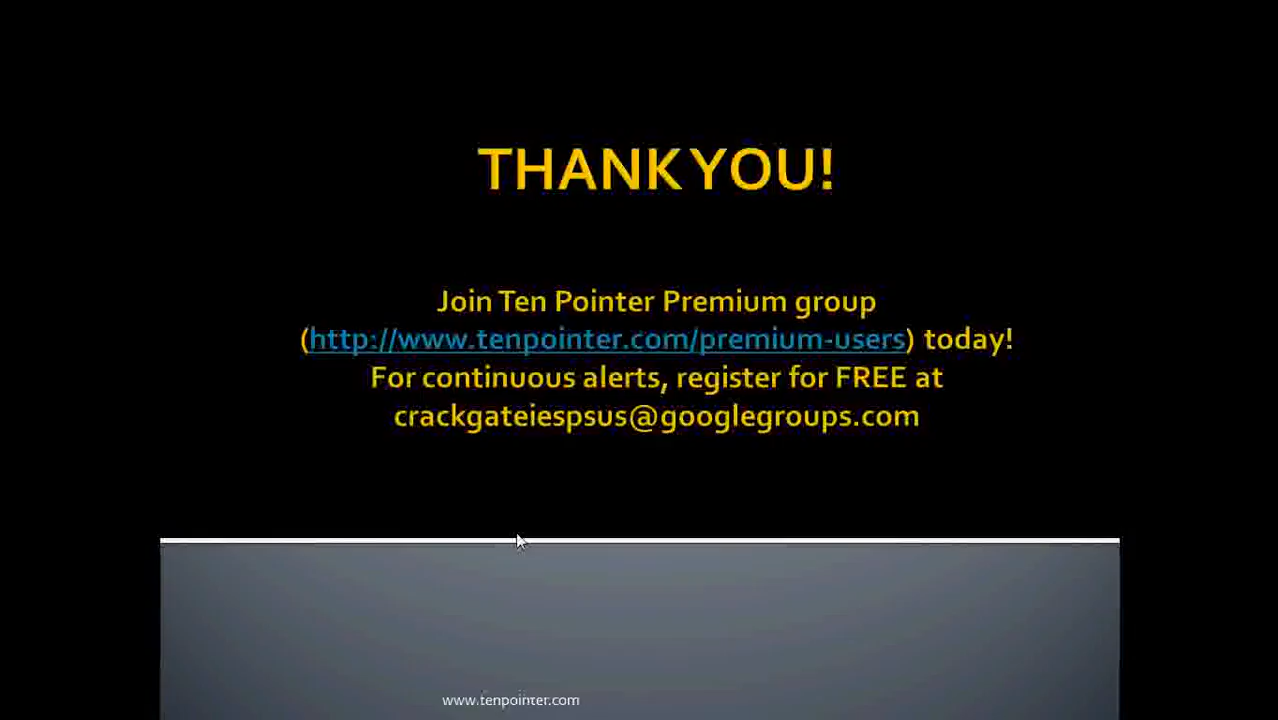 THANK YOU!
Join Ten Pointer Premium group
(http://www.tenpointer.com/premium-users) today!
For continuous alerts, register for FREE at
crackgateiespsus@googlegroups.com
www.tenpointer.com